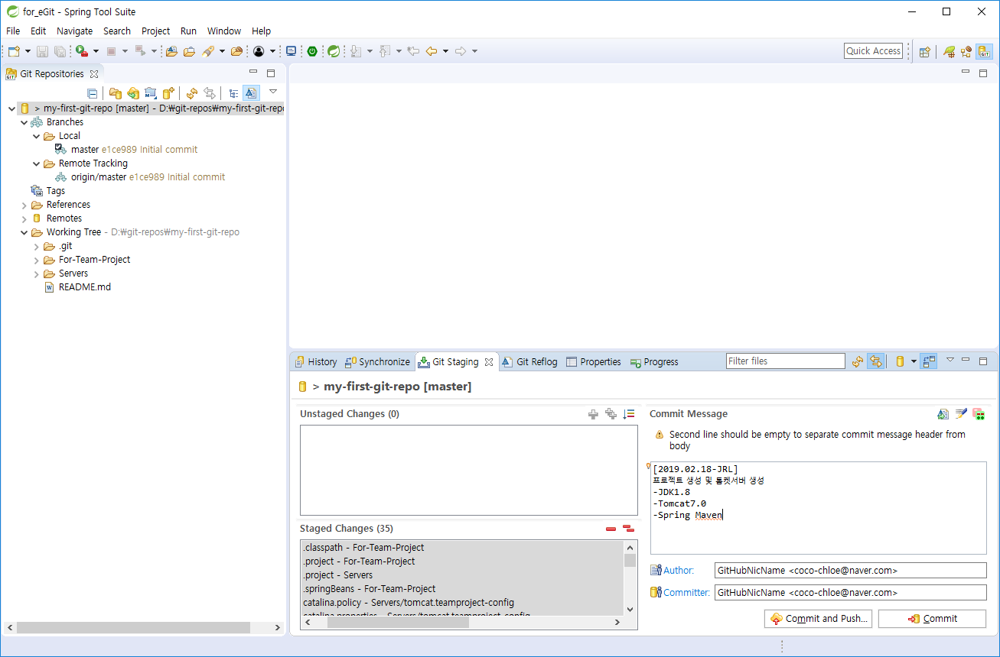 for_eGit - Spring Tool Suite
File Edit Navigate Search Project Run Window Help
Quick Access
Git Repositories
> my-first-git-repo [master] - D:₩git-repos₩my-first-git-repo
Branches
Local
master e1ce989 Initial commit
Remote Tracking
origin/master e1ce989 Initial commit
Tags
References
Remotes
Working Tree - D:₩git-repos₩my-first-git-repo
.git
For-Team-Project
Servers
README.md
History Synchronize Git Staging Git Reflog Properties Progress Filter files
> my-first-git-repo [master]
Unstaged Changes (0)
Staged Changes (35)
.classpath - For-Team-Project
.project - For-Team-Project
.project - Servers
.springBeans - For-Team-Project
catalina.policy - Servers/tomcat.teamproject-config
catalina.properties - Servers/tomcat.teamproject-config
Commit Message
Second line should be empty to separate commit message header from
body
[2019.02.18-JRL]
프로젝트 생성 및 톰켓서버 생성
-JDK1.8
-Tomcat7.0
-Spring Maven
Author: GitHubNicName <coco-chloe@naver.com>
Committer: GitHubNicName <coco-chloe@naver.com>
Commit and Push... Commit